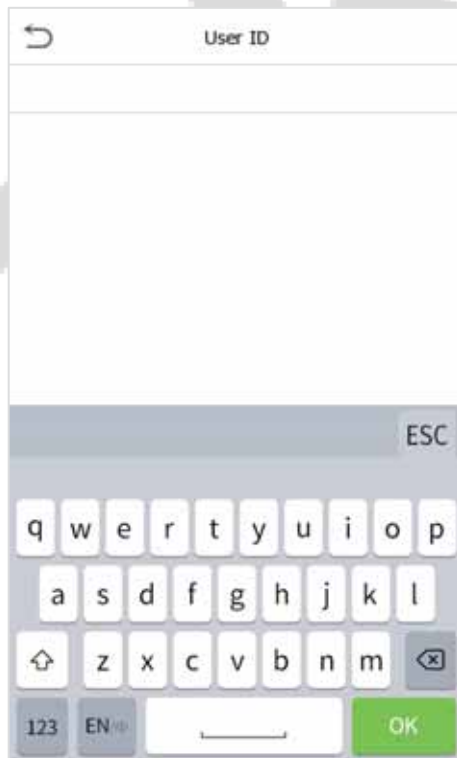 User ID
ESC
q w e r t y u i o p
a s d f g h j k l
z x c v b n m
123 EN OK